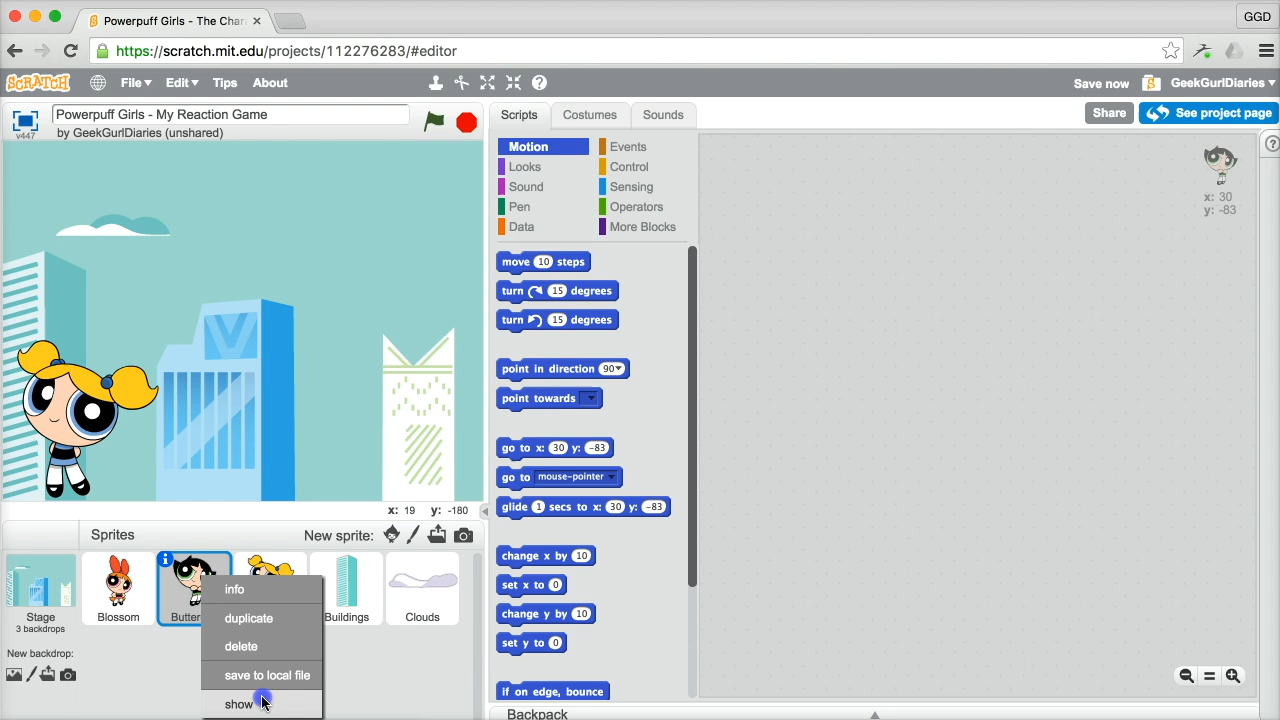 Powerpuff Girls - The Char
GGD
https://scratch.mit.edu/projects/112276283/#editor
SCRATCH File Edit Tips About
Save now GeekGurlDiaries
v447
Powerpuff Girls - My Reaction Game
by GeekGurlDiaries (unshared)
Scripts Costumes Sounds
Share See project page
Motion Events
Looks Control
Sound Sensing
Pen Operators
Data More Blocks
x: 30
y: -83
move 10 steps
turn 15 degrees
turn 15 degrees
point in direction 90
point towards
go to x: 30 y: -83
go to mouse-pointer
glide 1 secs to x: 30 y: -83
change x by 10
set x to 0
change y by 10
set y to 0
if on edge, bounce
x: 19 y: -180
Sprites New sprite:
Stage
3 backdrops
New backdrop:
Blossom
Butter
Buildings
Clouds
info
duplicate
delete
save to local file
show
Backpack